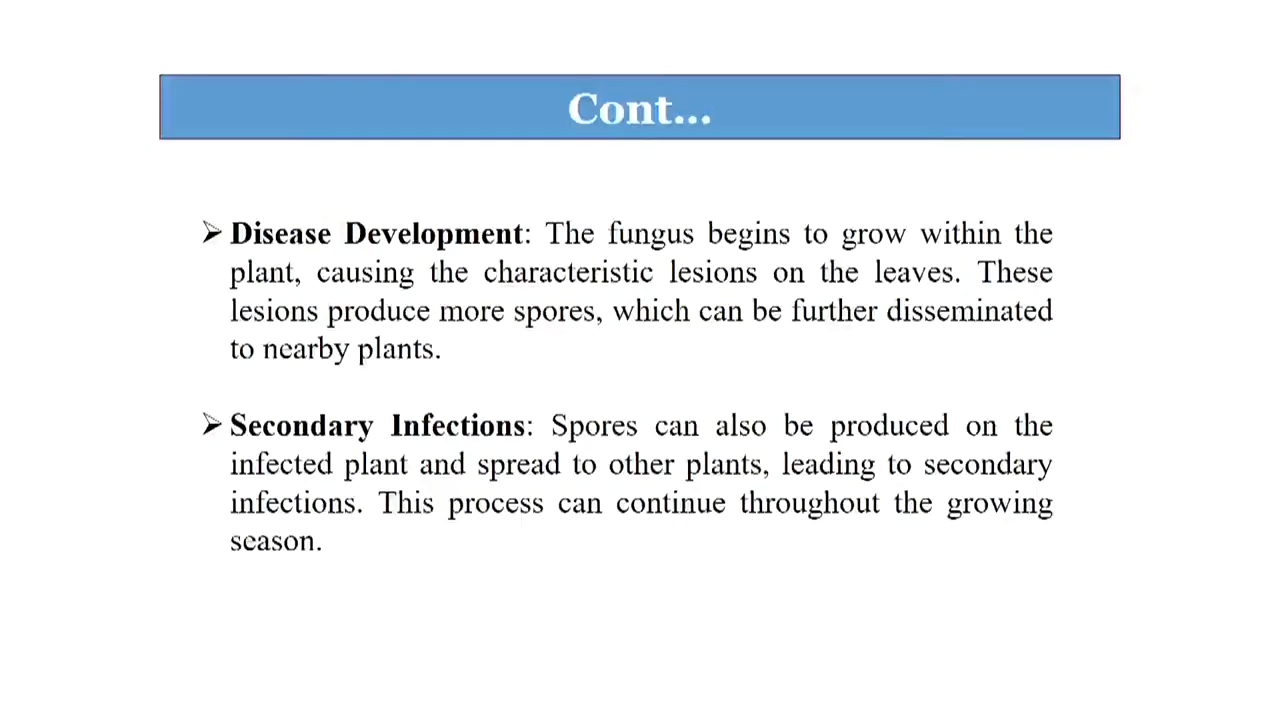 Cont...
➢ Disease Development: The fungus begins to grow within the
plant, causing the characteristic lesions on the leaves. These
lesions produce more spores, which can be further disseminated
to nearby plants.
➢ Secondary Infections: Spores can also be produced on the
infected plant and spread to other plants, leading to secondary
infections. This process can continue throughout the growing
season.